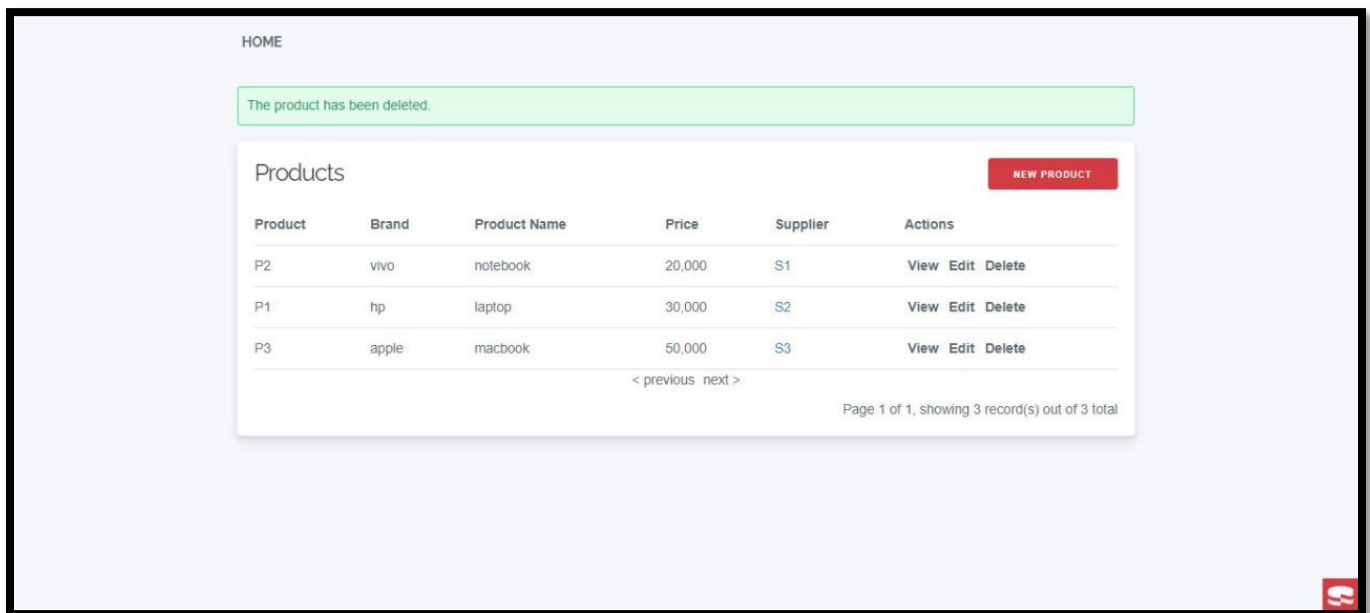 HOME
The product has been deleted.
Products
NEW PRODUCT
Product Brand Product Name Price Supplier Actions
P2 vivo notebook 20,000 S1 View Edit Delete
P1 hp laptop 30,000 S2 View Edit Delete
P3 apple macbook 50,000 S3 View Edit Delete
< previous next >
Page 1 of 1, showing 3 record(s) out of 3 total